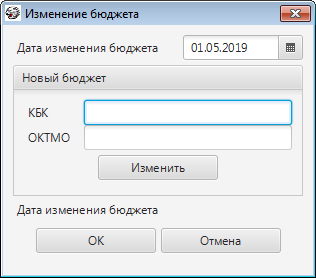 Изменение бюджета
Дата изменения бюджета 01.05.2019
Новый бюджет
КБК
ОКТМО
Изменить
Дата изменения бюджета
ОК Отмена